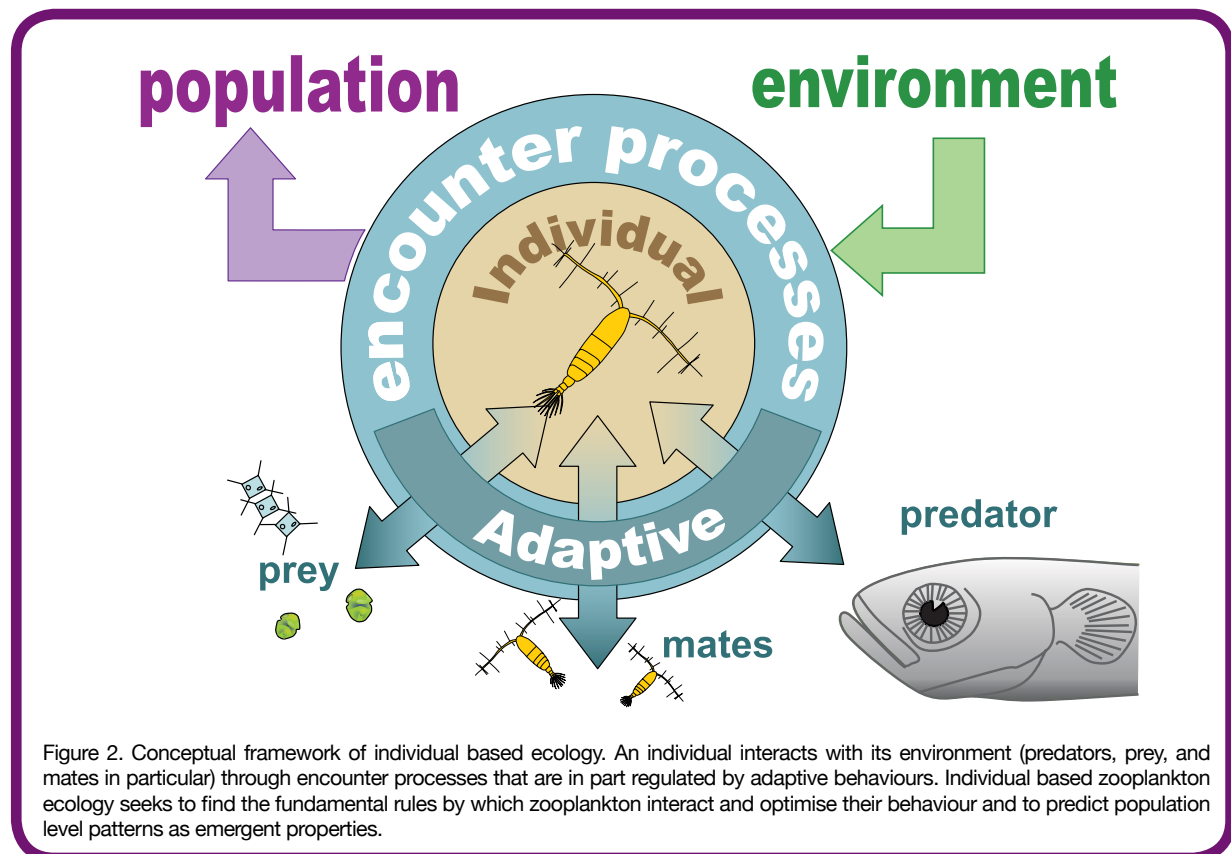 population
environment
encounter processes
Individual
Adaptive
predator
prey
mates
Figure 2. Conceptual framework of individual based ecology. An individual interacts with its environment (predators, prey, and
mates in particular) through encounter processes that are in part regulated by adaptive behaviours. Individual based zooplankton
ecology seeks to find the fundamental rules by which zooplankton interact and optimise their behaviour and to predict population
level patterns as emergent properties.